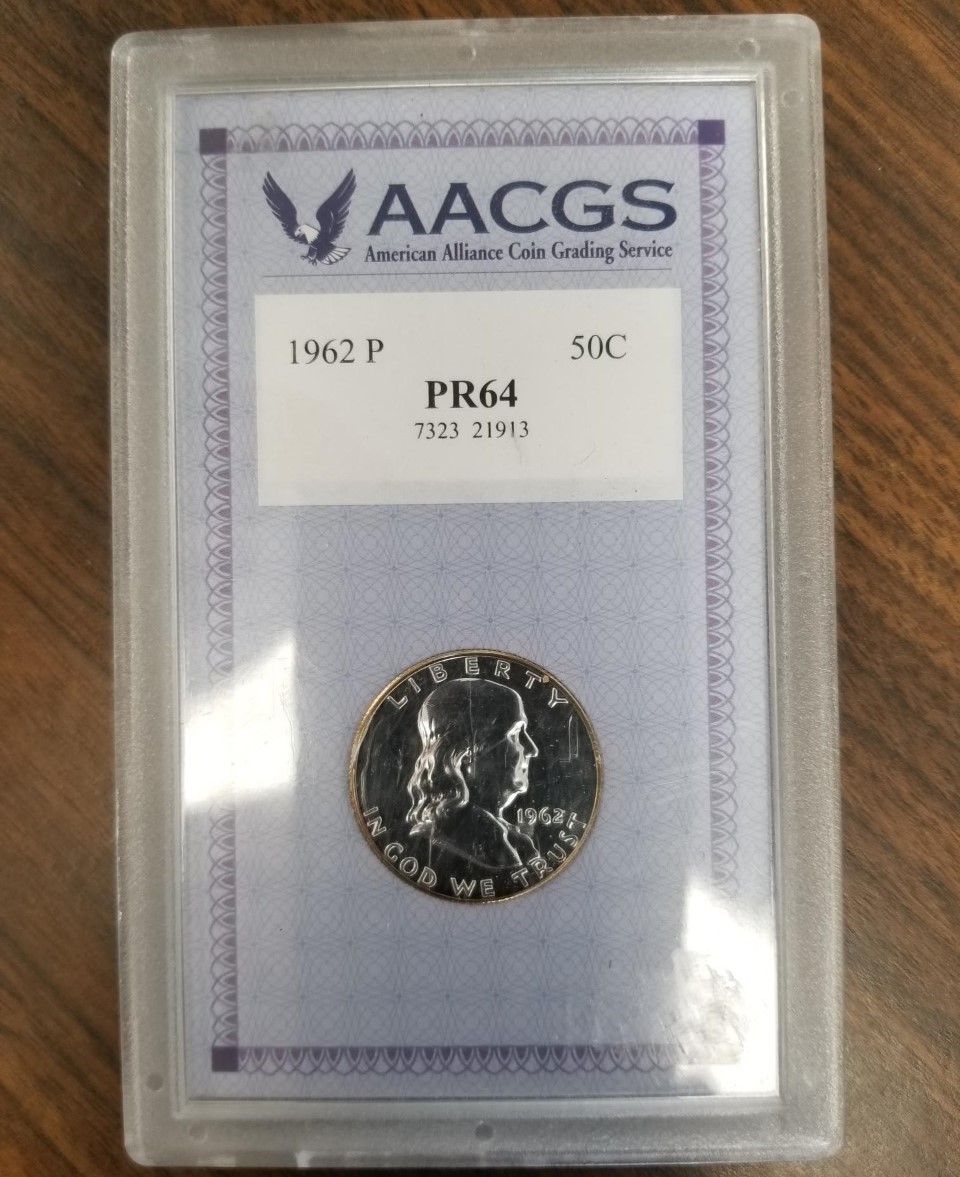 AACGS
American Alliance Coin Grading Service
1962 P 50C
PR64
7323 21913
LIBERTY
1962
IN GOD WE TRUST